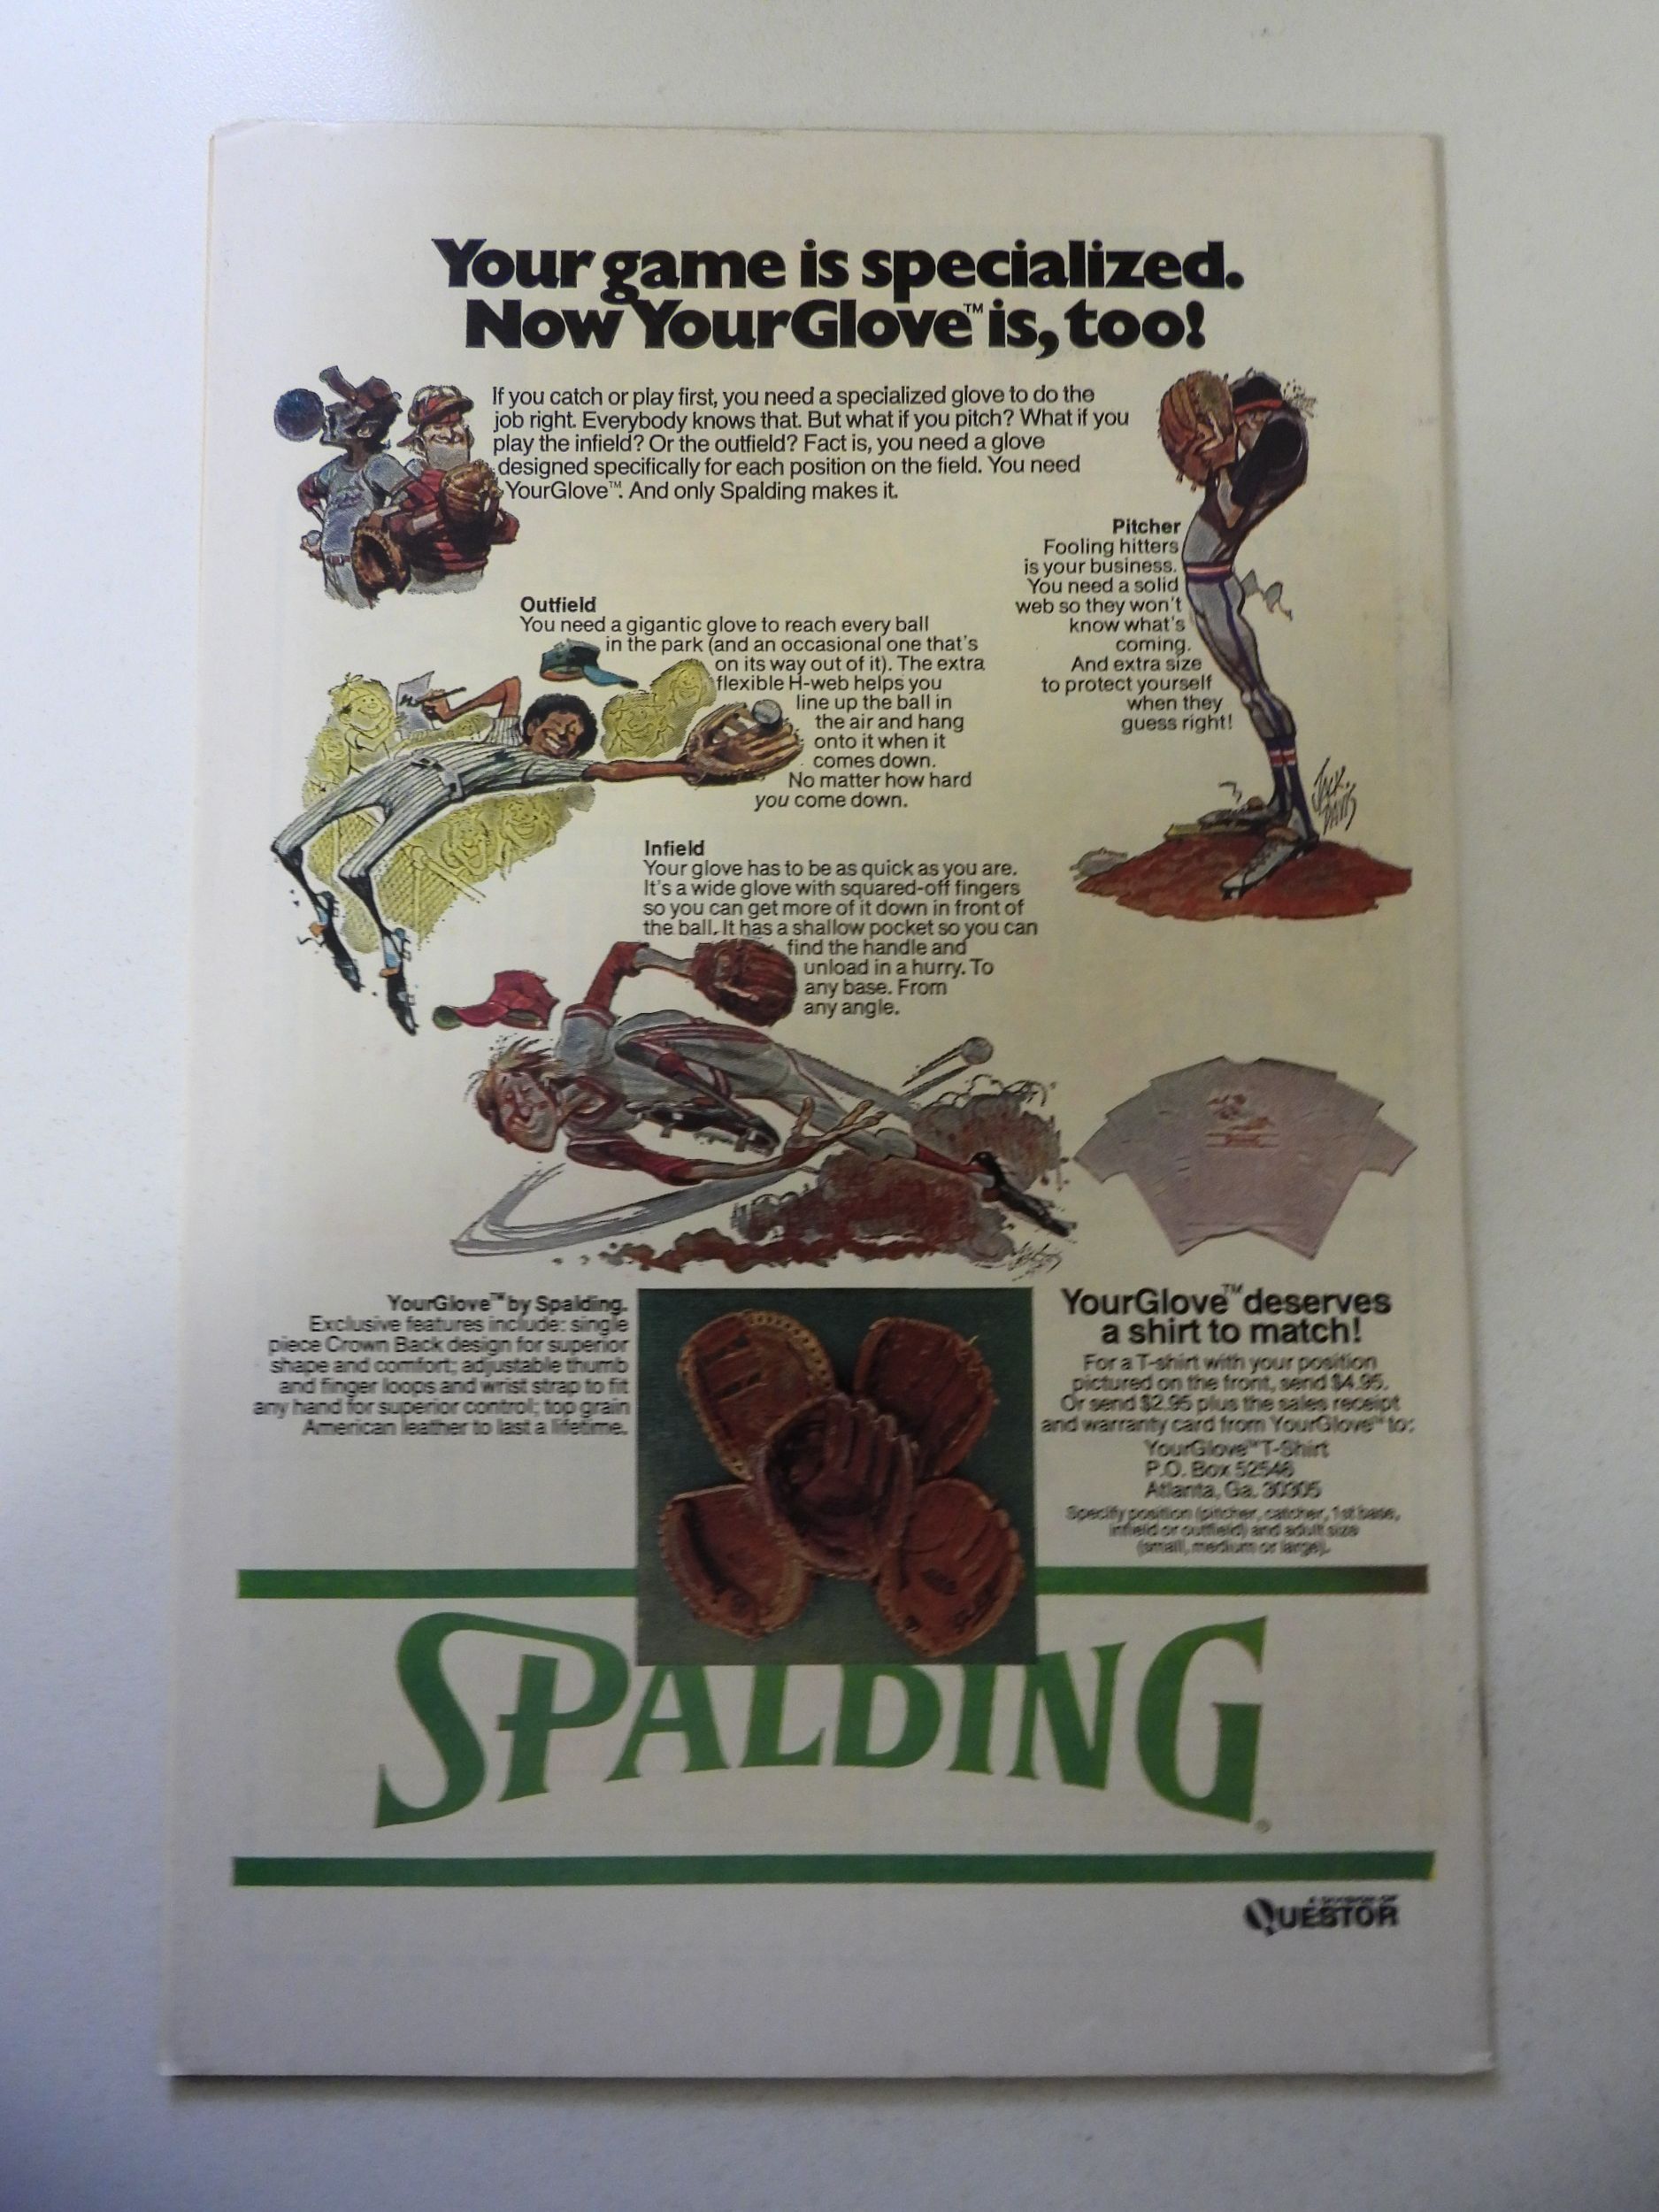 Your game is specialized.
Now YourGlove™ is, too!
If you catch or play first, you need a specialized glove to do the
job right. Everybody knows that. But what if you pitch? What if you
play the infield? Or the outfield? Fact is, you need a glove
designed specifically for each position on the field. You need
YourGlove™. And only Spalding makes it.
Pitcher
Fooling hitters
is your business.
You need a solid
web so they won't
know what's
coming.
And extra size
to protect yourself
when they
guess right!
JACK DAVIS
Outfield
You need a gigantic glove to reach every ball
in the park (and an occasional one that's
on its way out of it). The extra
flexible H-web helps you
line up the ball in
the air and hang
onto it when it
comes down.
No matter how hard
you come down.
Infield
Your glove has to be as quick as you are.
It's a wide glove with squared-off fingers
so you can get more of it down in front of
the ball. It has a shallow pocket so you can
find the handle and
unload in a hurry. To
any base. From
any angle.
YourGlove™ by Spalding.
Exclusive features include: single
piece Crown Back design for superior
shape and comfort; adjustable thumb
and finger loops and wrist strap to fit
any hand for superior control; top grain
American leather to last a lifetime.
YourGlove™ deserves
a shirt to match!
For a T-shirt with your position
pictured on the front, send $4.95.
Or send $2.95 plus the sales receipt
and warranty card from YourGlove™ to:
YourGlove™ T-Shirt
P.O. Box 52546
Atlanta, Ga. 30305
Specify position (pitcher, catcher, 1st base,
infield or outfield) and adult size
(small, medium or large).
SPALDING®
A DIVISION OF
QUESTOR